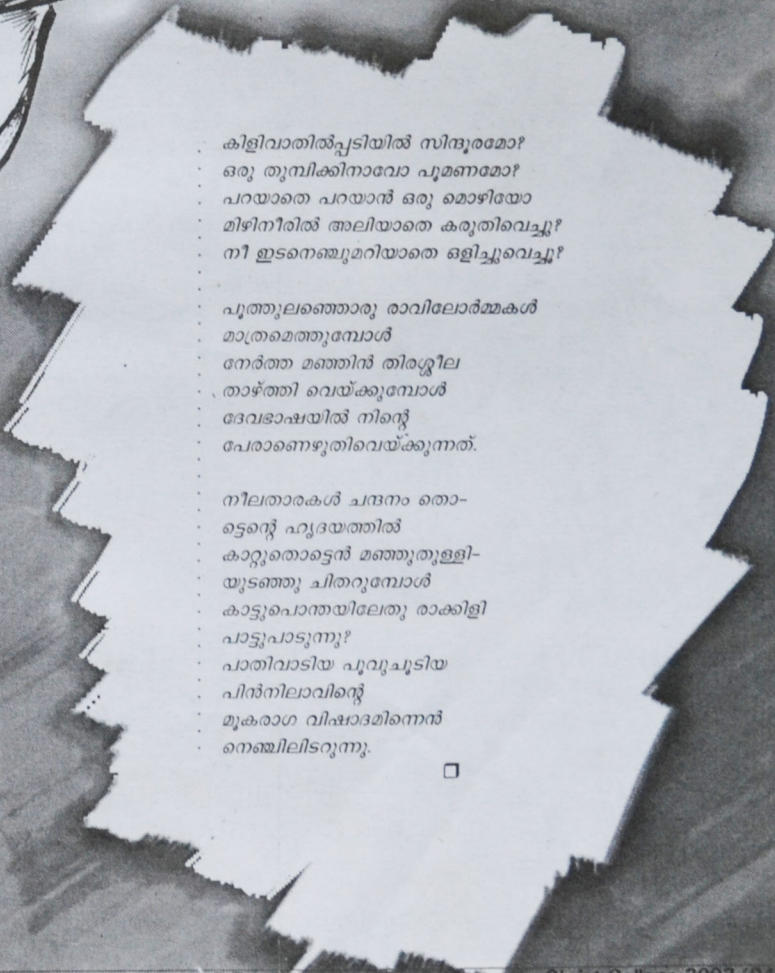 കിളിവാതിൽപ്പടിയിൽ സിന്ദൂരമോ?
ഒരു തുമ്പിക്കിനാവോ പൂമണമോ?
പറയാതെ പറയാൻ ഒരു മൊഴിയോ
മിഴിനീരിൽ അലിയാതെ കരുതിവെച്ചു?
നീ ഇടനെഞ്ചുമറിയാതെ ഒളിച്ചുവെച്ചൂ?
പൂത്തുലഞ്ഞൊരു രാവിലോർമ്മകൾ
മാത്രമെത്തുമ്പോൾ
നേർത്ത മഞ്ഞിൻ തിരശ്ശീല
താഴ്ത്തി വെയ്ക്കുമ്പോൾ
ദേവഭാഷയിൽ നിന്റെ
പേരാണെഴുതിവെയ്ക്കുന്നത്.
നീലതാരകൾ ചന്ദനം തൊ-
ട്ടെന്റെ ഹൃദയത്തിൽ
കാറ്റുതൊട്ടെൻ മഞ്ഞുതുള്ളി-
യുടഞ്ഞു ചിതറുമ്പോൾ
കാട്ടുപൊന്തയിലേതു രാക്കിളി
പാട്ടുപാടുന്നു?
പാതിവാടിയ പൂവുചൂടിയ
പിൻനിലാവിന്റെ
മൂകരാഗ വിഷാദമിന്നെൻ
നെഞ്ചിലിടറുന്നു.